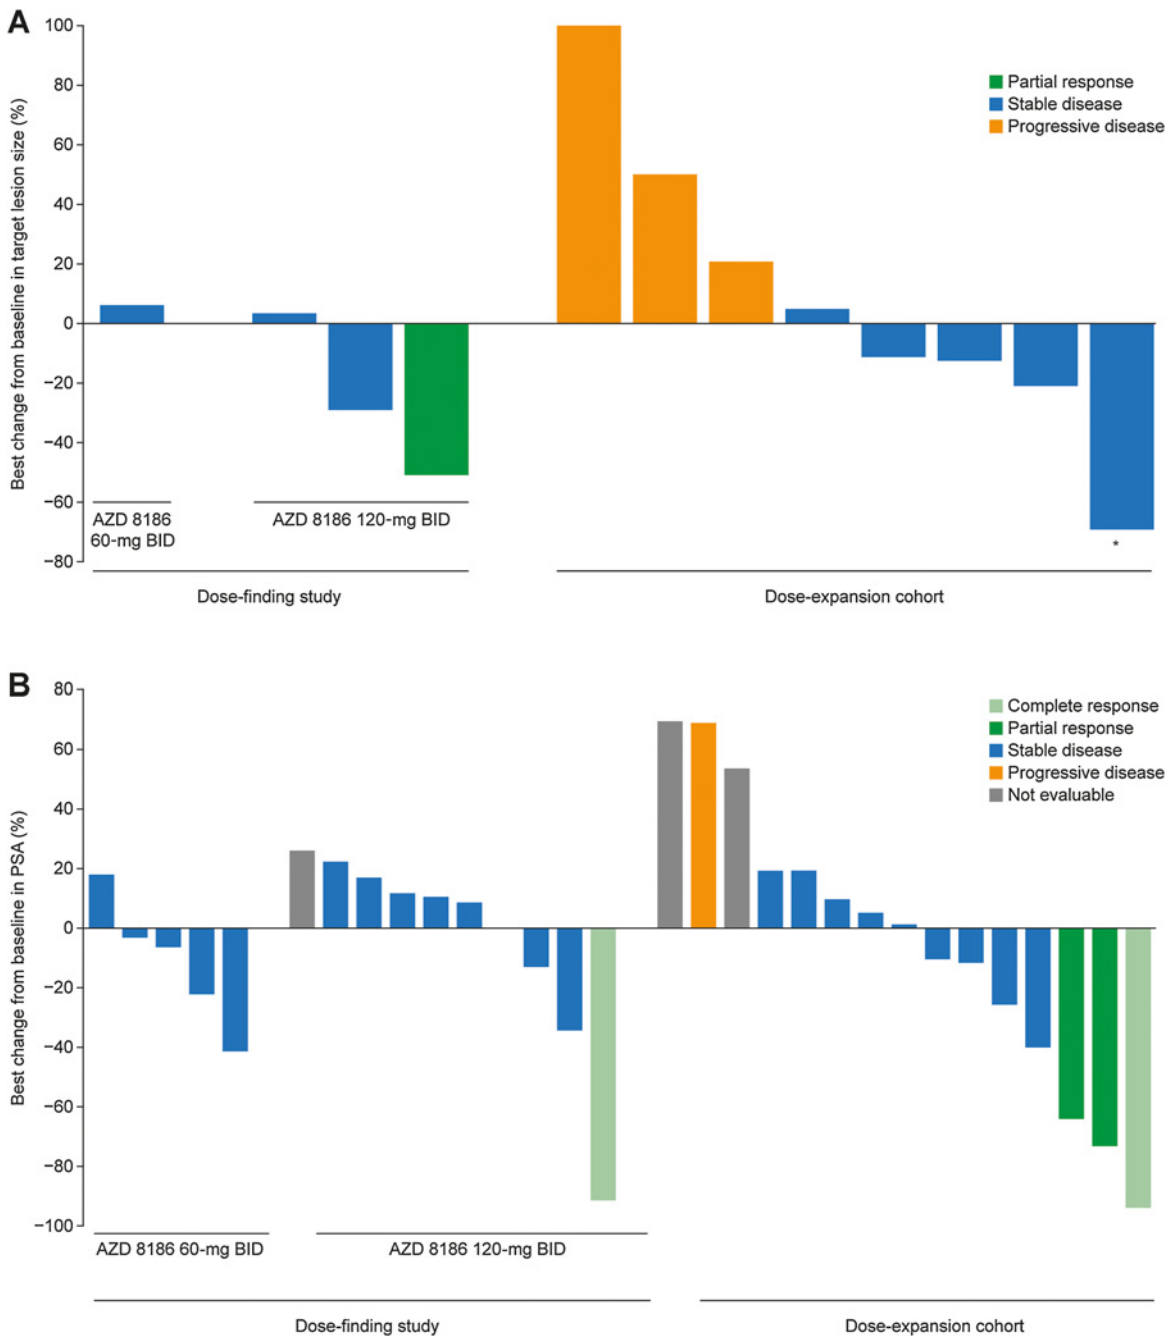 A
Best change from baseline in target lesion size (%)
100
80
60
40
20
0
−20
−40
−60
−80
Partial response
Stable disease
Progressive disease
AZD 8186
60-mg BID
AZD 8186 120-mg BID
*
Dose-finding study
Dose-expansion cohort
B
Best change from baseline in PSA (%)
80
60
40
20
0
−20
−40
−60
−80
−100
Complete response
Partial response
Stable disease
Progressive disease
Not evaluable
AZD 8186 60-mg BID
AZD 8186 120-mg BID
Dose-finding study
Dose-expansion cohort